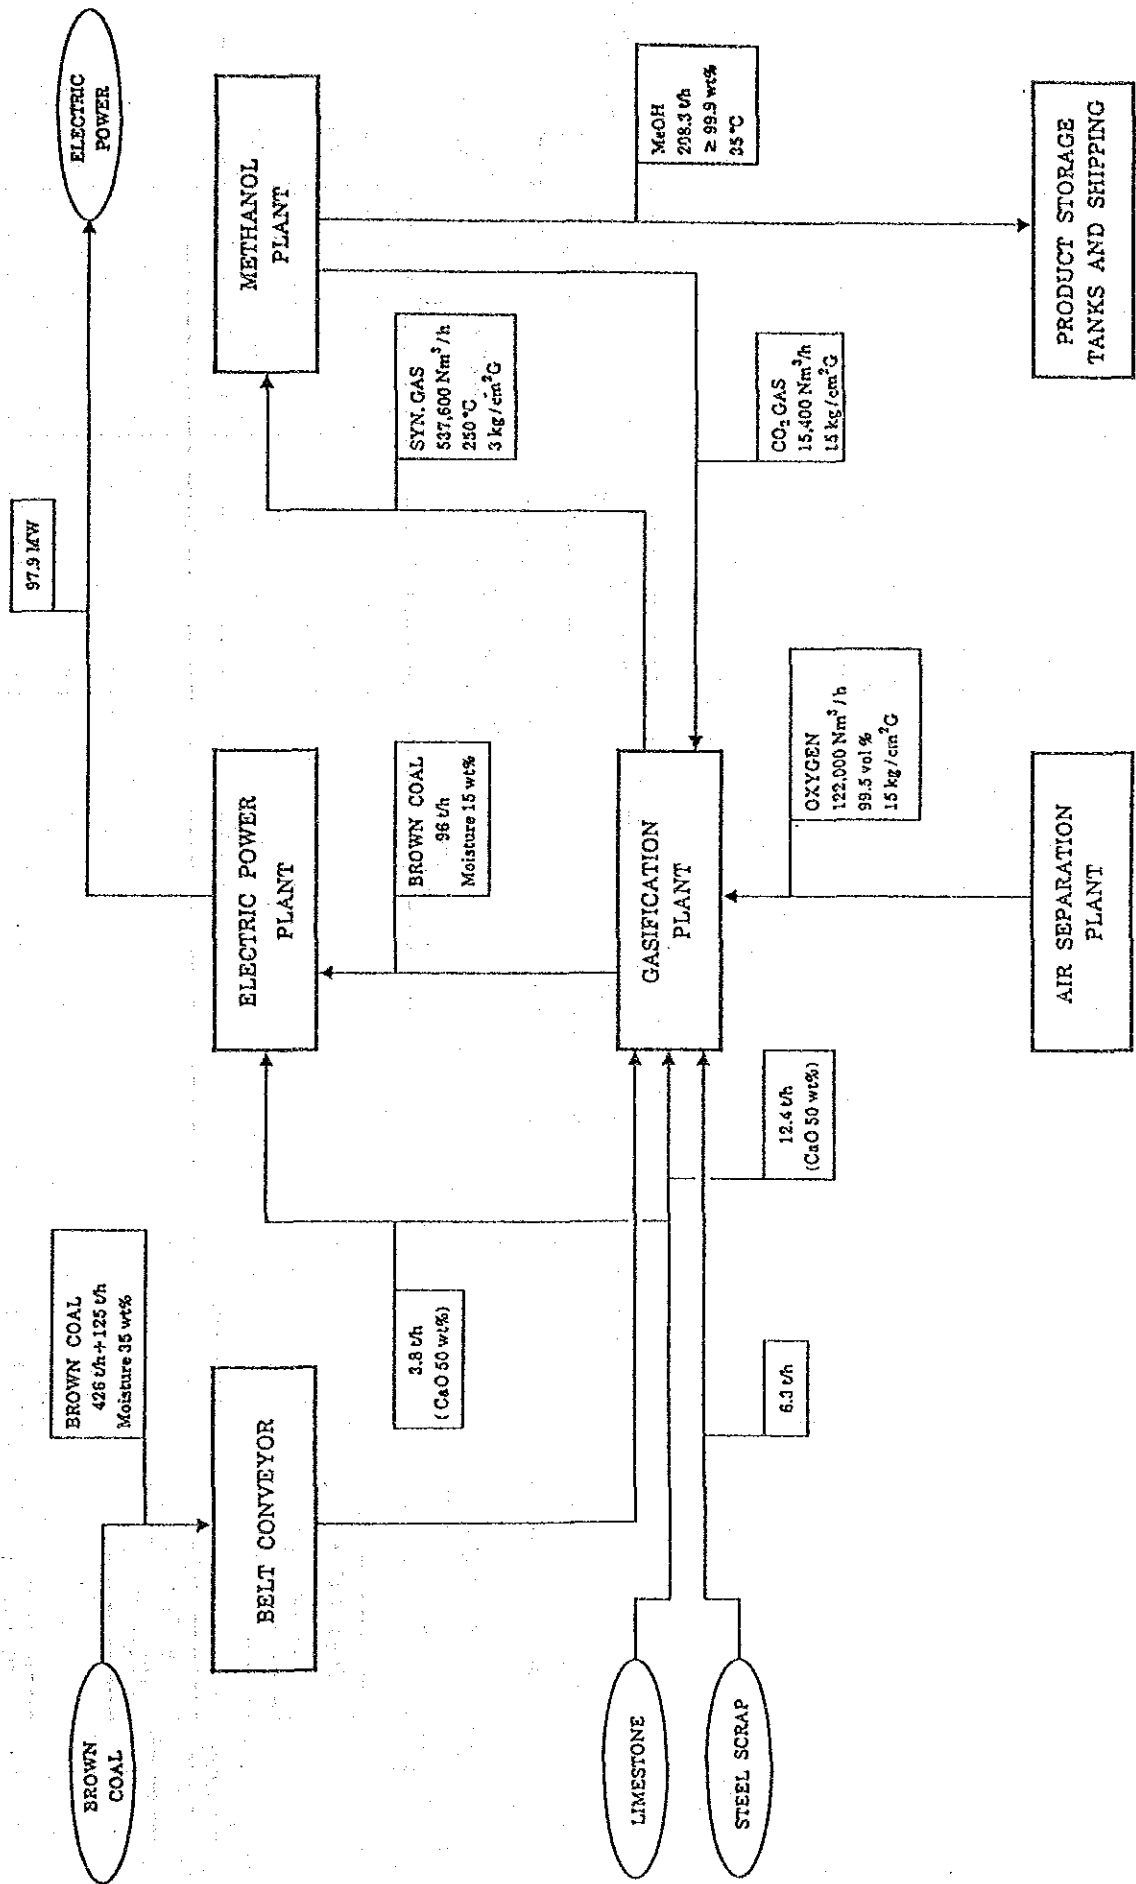 BROWN
COAL
BROWN COAL
426 t/h+125 t/h
Moisture 35 wt%
BELT CONVEYOR
LIMESTONE
STEEL SCRAP
3.8 t/h
(CaO 50 wt%)
6.3 t/h
12.4 t/h
(CaO 50 wt%)
97.9 MW
ELECTRIC
POWER
ELECTRIC POWER
PLANT
BROWN COAL
96 t/h
Moisture 15 wt%
GASIFICATION
PLANT
OXYGEN
122,000 Nm³/h
99.5 vol %
15 kg/cm²G
AIR SEPARATION
PLANT
METHANOL
PLANT
SYN. GAS
537,600 Nm³/h
250 °C
3 kg/cm²G
CO₂ GAS
15,400 Nm³/h
15 kg/cm²G
MeOH
208.3 t/h
≥ 99.9 wt%
35 °C
PRODUCT STORAGE
TANKS AND SHIPPING